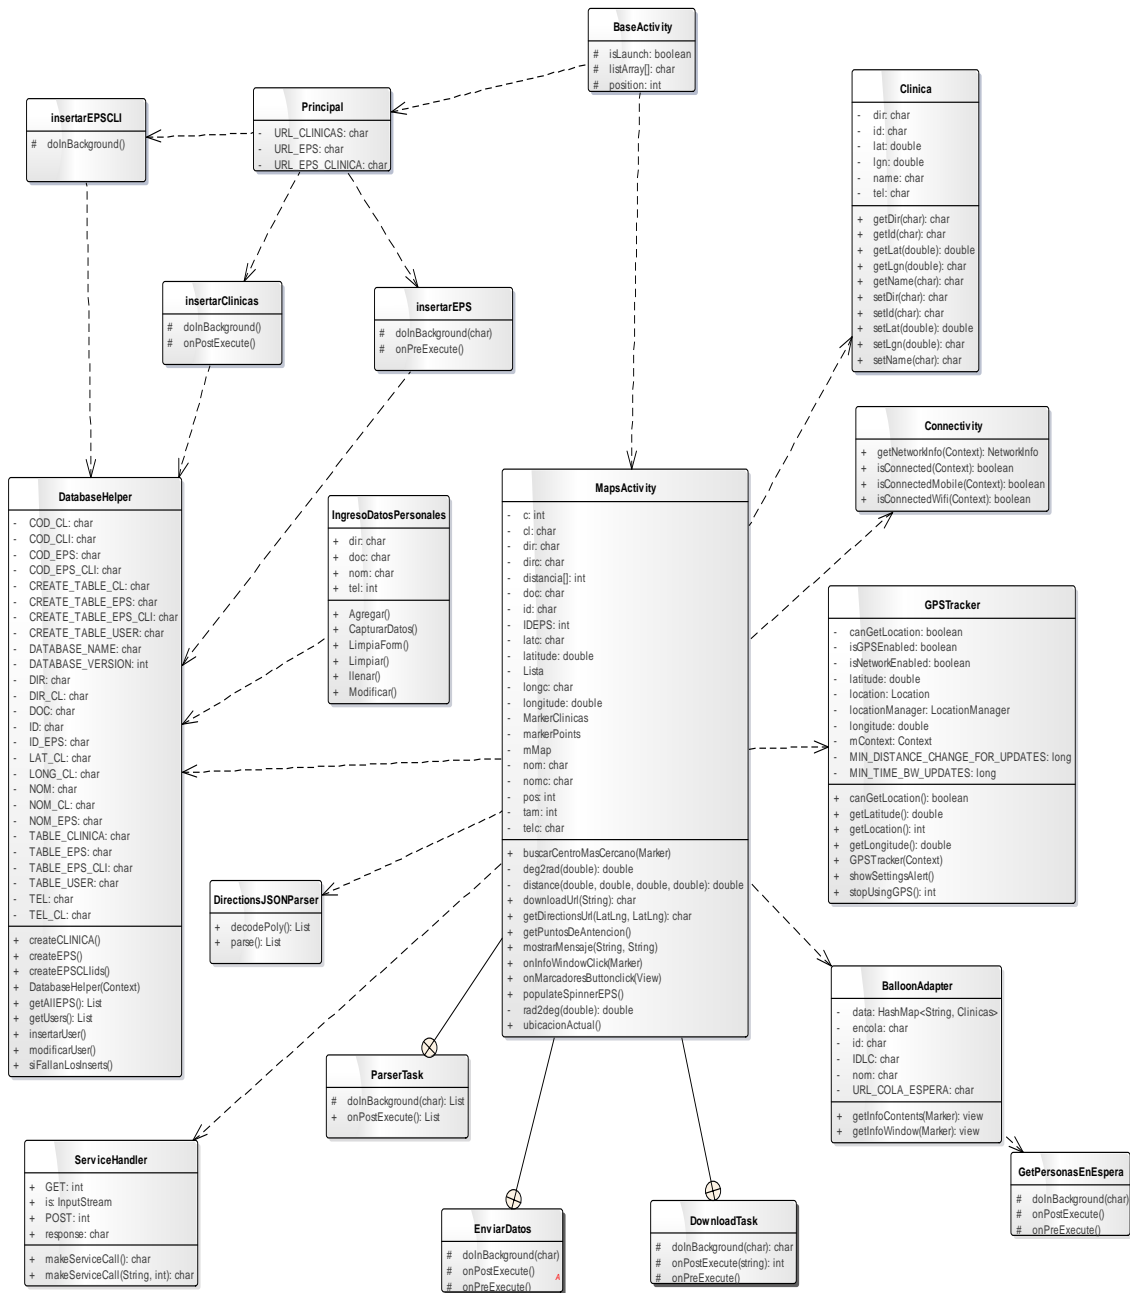 BaseActivity
# isLaunch: boolean
# listArray[]: char
# position: int
Principal
- URL_CLINICAS: char
- URL_EPS: char
- URL_EPS_CLINICA: char
insertarEPSCLI
# doInBackground()
Clinica
- dir: char
- id: char
- lat: double
- lgn: double
- name: char
- tel: char
+ getDir(char): char
+ getId(char): char
+ getLat(double): double
+ getLgn(double): char
+ getName(char): char
+ setDir(char): char
+ setId(char): char
+ setLat(double): double
+ setLgn(double): char
+ setName(char): char
insertarClinicas
# doInBackground()
# onPostExecute()
insertarEPS
# doInBackground(char)
# onPreExecute()
Connectivity
+ getNetworkInfo(Context): NetworkInfo
+ isConnected(Context): boolean
+ isConnectedMobile(Context): boolean
+ isConnectedWifi(Context): boolean
DatabaseHelper
- COD_CL: char
- COD_CLI: char
- COD_EPS: char
- COD_EPS_CLI: char
- CREATE_TABLE_CL: char
- CREATE_TABLE_EPS: char
- CREATE_TABLE_EPS_CLI: char
- CREATE_TABLE_USER: char
- DATABASE_NAME: char
- DATABASE_VERSION: int
- DIR: char
- DIR_CL: char
- DOC: char
- ID: char
- ID_EPS: char
- LAT_CL: char
- LONG_CL: char
- NOM: char
- NOM_CL: char
- NOM_EPS: char
- TABLE_CLINICA: char
- TABLE_EPS: char
- TABLE_EPS_CLI: char
- TABLE_USER: char
- TEL: char
- TEL_CL: char
+ createCLINICA()
+ createEPS()
+ createEPSCLIids()
+ DatabaseHelper(Context)
+ getAllEPS(): List
+ getUsers(): List
+ insertarUser()
+ modificarUser()
+ siFallanLosInserts()
IngresoDatosPersonales
+ dir: char
+ doc: char
+ nom: char
+ tel: int
+ Agregar()
+ CapturarDatos()
+ LimpiaForm()
+ Limpiar()
+ llenar()
+ Modificar()
MapsActivity
- c: int
- cl: char
- dir: char
- dirc: char
- distancia[]: int
- doc: char
- id: char
- IDEPS: int
- latc: char
- latitude: double
- Lista
- longc: char
- longitude: double
- MarkerClinicas
- markerPoints
- mMap
- nom: char
- nomc: char
- pos: int
- tam: int
- telc: char
+ buscarCentroMasCercano(Marker)
- deg2rad(double): double
- distance(double, double, double, double): double
+ downloadUrl(String): char
+ getDirectionsUrl(LatLng, LatLng): char
+ getPuntosDeAntencion()
+ mostrarMensaje(String, String)
+ onInfoWindowClick(Marker)
+ onMarcadoresButtonclick(View)
+ populateSpinnerEPS()
- rad2deg(double): double
+ ubicacionActual()
GPSTracker
- canGetLocation: boolean
- isGPSEnabled: boolean
- isNetworkEnabled: boolean
- latitude: double
- location: Location
- locationManager: LocationManager
- longitude: double
- mContext: Context
- MIN_DISTANCE_CHANGE_FOR_UPDATES: long
- MIN_TIME_BW_UPDATES: long
+ canGetLocation(): boolean
+ getLatitude(): double
+ getLocation(): int
+ getLongitude(): double
+ GPSTracker(Context)
+ showSettingsAlert()
+ stopUsingGPS(): int
DirectionsJSONParser
+ decodePoly(): List
+ parse(): List
BalloonAdapter
- data: HashMap<String, Clinicas>
- encola: char
- id: char
- IDLC: char
- nom: char
- URL_COLA_ESPERA: char
+ getInfoContents(Marker): view
+ getInfoWindow(Marker): view
ParserTask
# doInBackground(char): List
+ onPostExecute(): List
ServiceHandler
+ GET: int
+ is: InputStream
+ POST: int
+ response: char
+ makeServiceCall(): char
+ makeServiceCall(String, int): char
GetPersonasEnEspera
# doInBackground(char)
# onPostExecute()
# onPreExecute()
EnviarDatos
# doInBackground(char)
# onPostExecute()
# onPreExecute()
A
DownloadTask
# doInBackground(char): char
# onPostExecute(string): int
# onPreExecute()